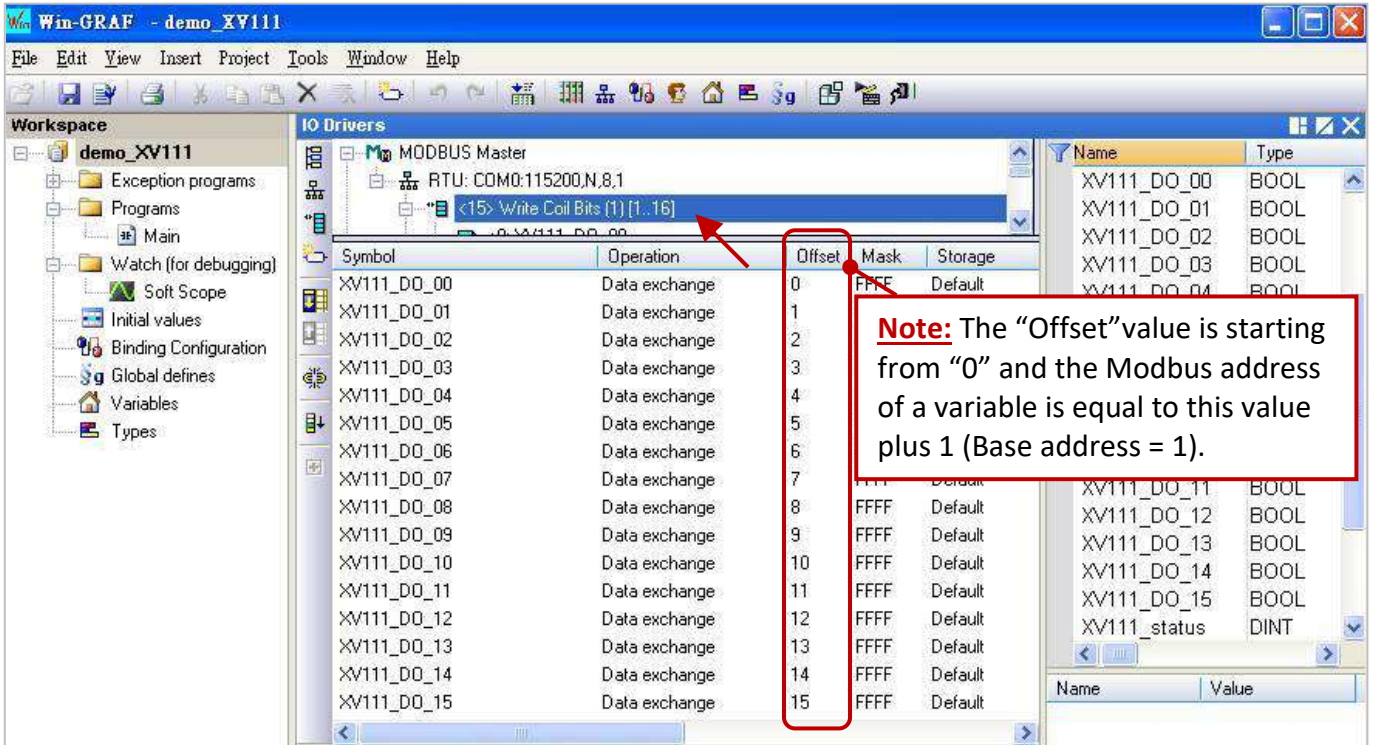 Win-GRAF - demo_XV111
File Edit View Insert Project Tools Window Help
Workspace
demo_XV111
Exception programs
Programs
Main
Watch (for debugging)
Soft Scope
Initial values
Binding Configuration
Global defines
Variables
Types
IO Drivers
MODBUS Master
RTU: COM0:115200,N,8,1
<15> Write Coil Bits (1) [1..16]
Symbol Operation Offset Mask Storage
XV111_DO_00 Data exchange 0 FFFF Default
XV111_DO_01 Data exchange 1
XV111_DO_02 Data exchange 2
XV111_DO_03 Data exchange 3
XV111_DO_04 Data exchange 4
XV111_DO_05 Data exchange 5
XV111_DO_06 Data exchange 6
XV111_DO_07 Data exchange 7 FFFF Default
XV111_DO_08 Data exchange 8 FFFF Default
XV111_DO_09 Data exchange 9 FFFF Default
XV111_DO_10 Data exchange 10 FFFF Default
XV111_DO_11 Data exchange 11 FFFF Default
XV111_DO_12 Data exchange 12 FFFF Default
XV111_DO_13 Data exchange 13 FFFF Default
XV111_DO_14 Data exchange 14 FFFF Default
XV111_DO_15 Data exchange 15 FFFF Default
Note: The “Offset”value is starting
from “0” and the Modbus address
of a variable is equal to this value
plus 1 (Base address = 1).
Name Type
XV111_DO_00 BOOL
XV111_DO_01 BOOL
XV111_DO_02 BOOL
XV111_DO_03 BOOL
XV111_DO_04 BOOL
XV111_DO_11 BOOL
XV111_DO_12 BOOL
XV111_DO_13 BOOL
XV111_DO_14 BOOL
XV111_DO_15 BOOL
XV111_status DINT
Name Value